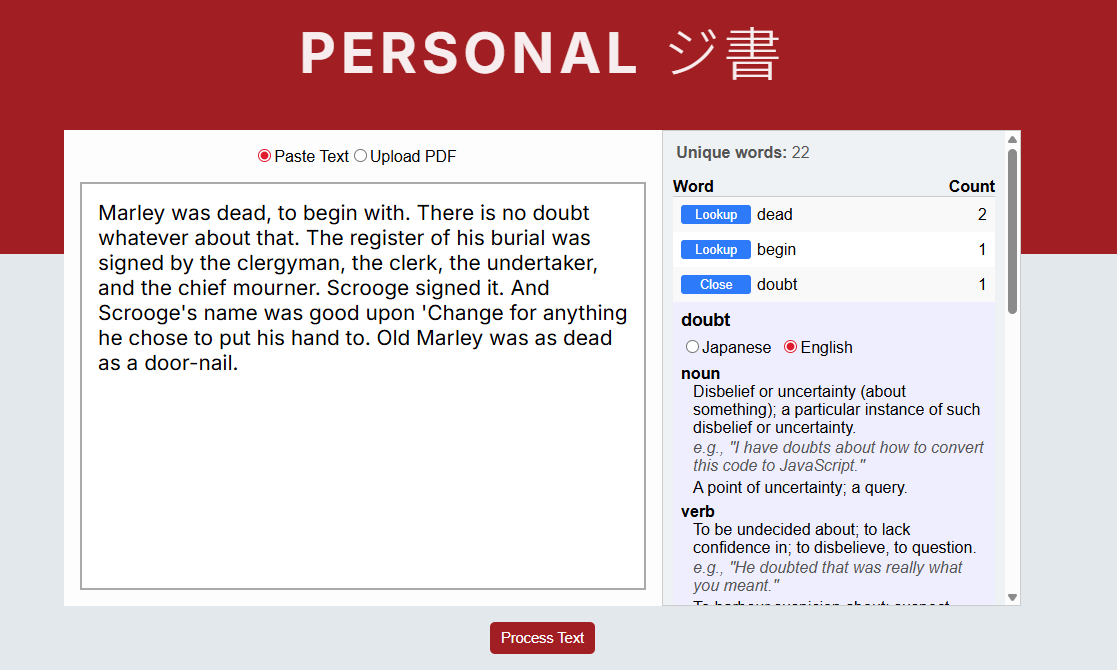 PERSONAL ジ書
Paste Text Upload PDF
Marley was dead, to begin with. There is no doubt
whatever about that. The register of his burial was
signed by the clergyman, the clerk, the undertaker,
and the chief mourner. Scrooge signed it. And
Scrooge's name was good upon 'Change for anything
he chose to put his hand to. Old Marley was as dead
as a door-nail.
Unique words: 22
Word Count
Lookup dead 2
Lookup begin 1
Close doubt 1
doubt
Japanese English
noun
Disbelief or uncertainty (about
something); a particular instance of such
disbelief or uncertainty.
e.g., "I have doubts about how to convert
this code to JavaScript."
A point of uncertainty; a query.
verb
To be undecided about; to lack
confidence in; to disbelieve, to question.
e.g., "He doubted that was really what
you meant."
To harbour suspicion about; suspect
Process Text